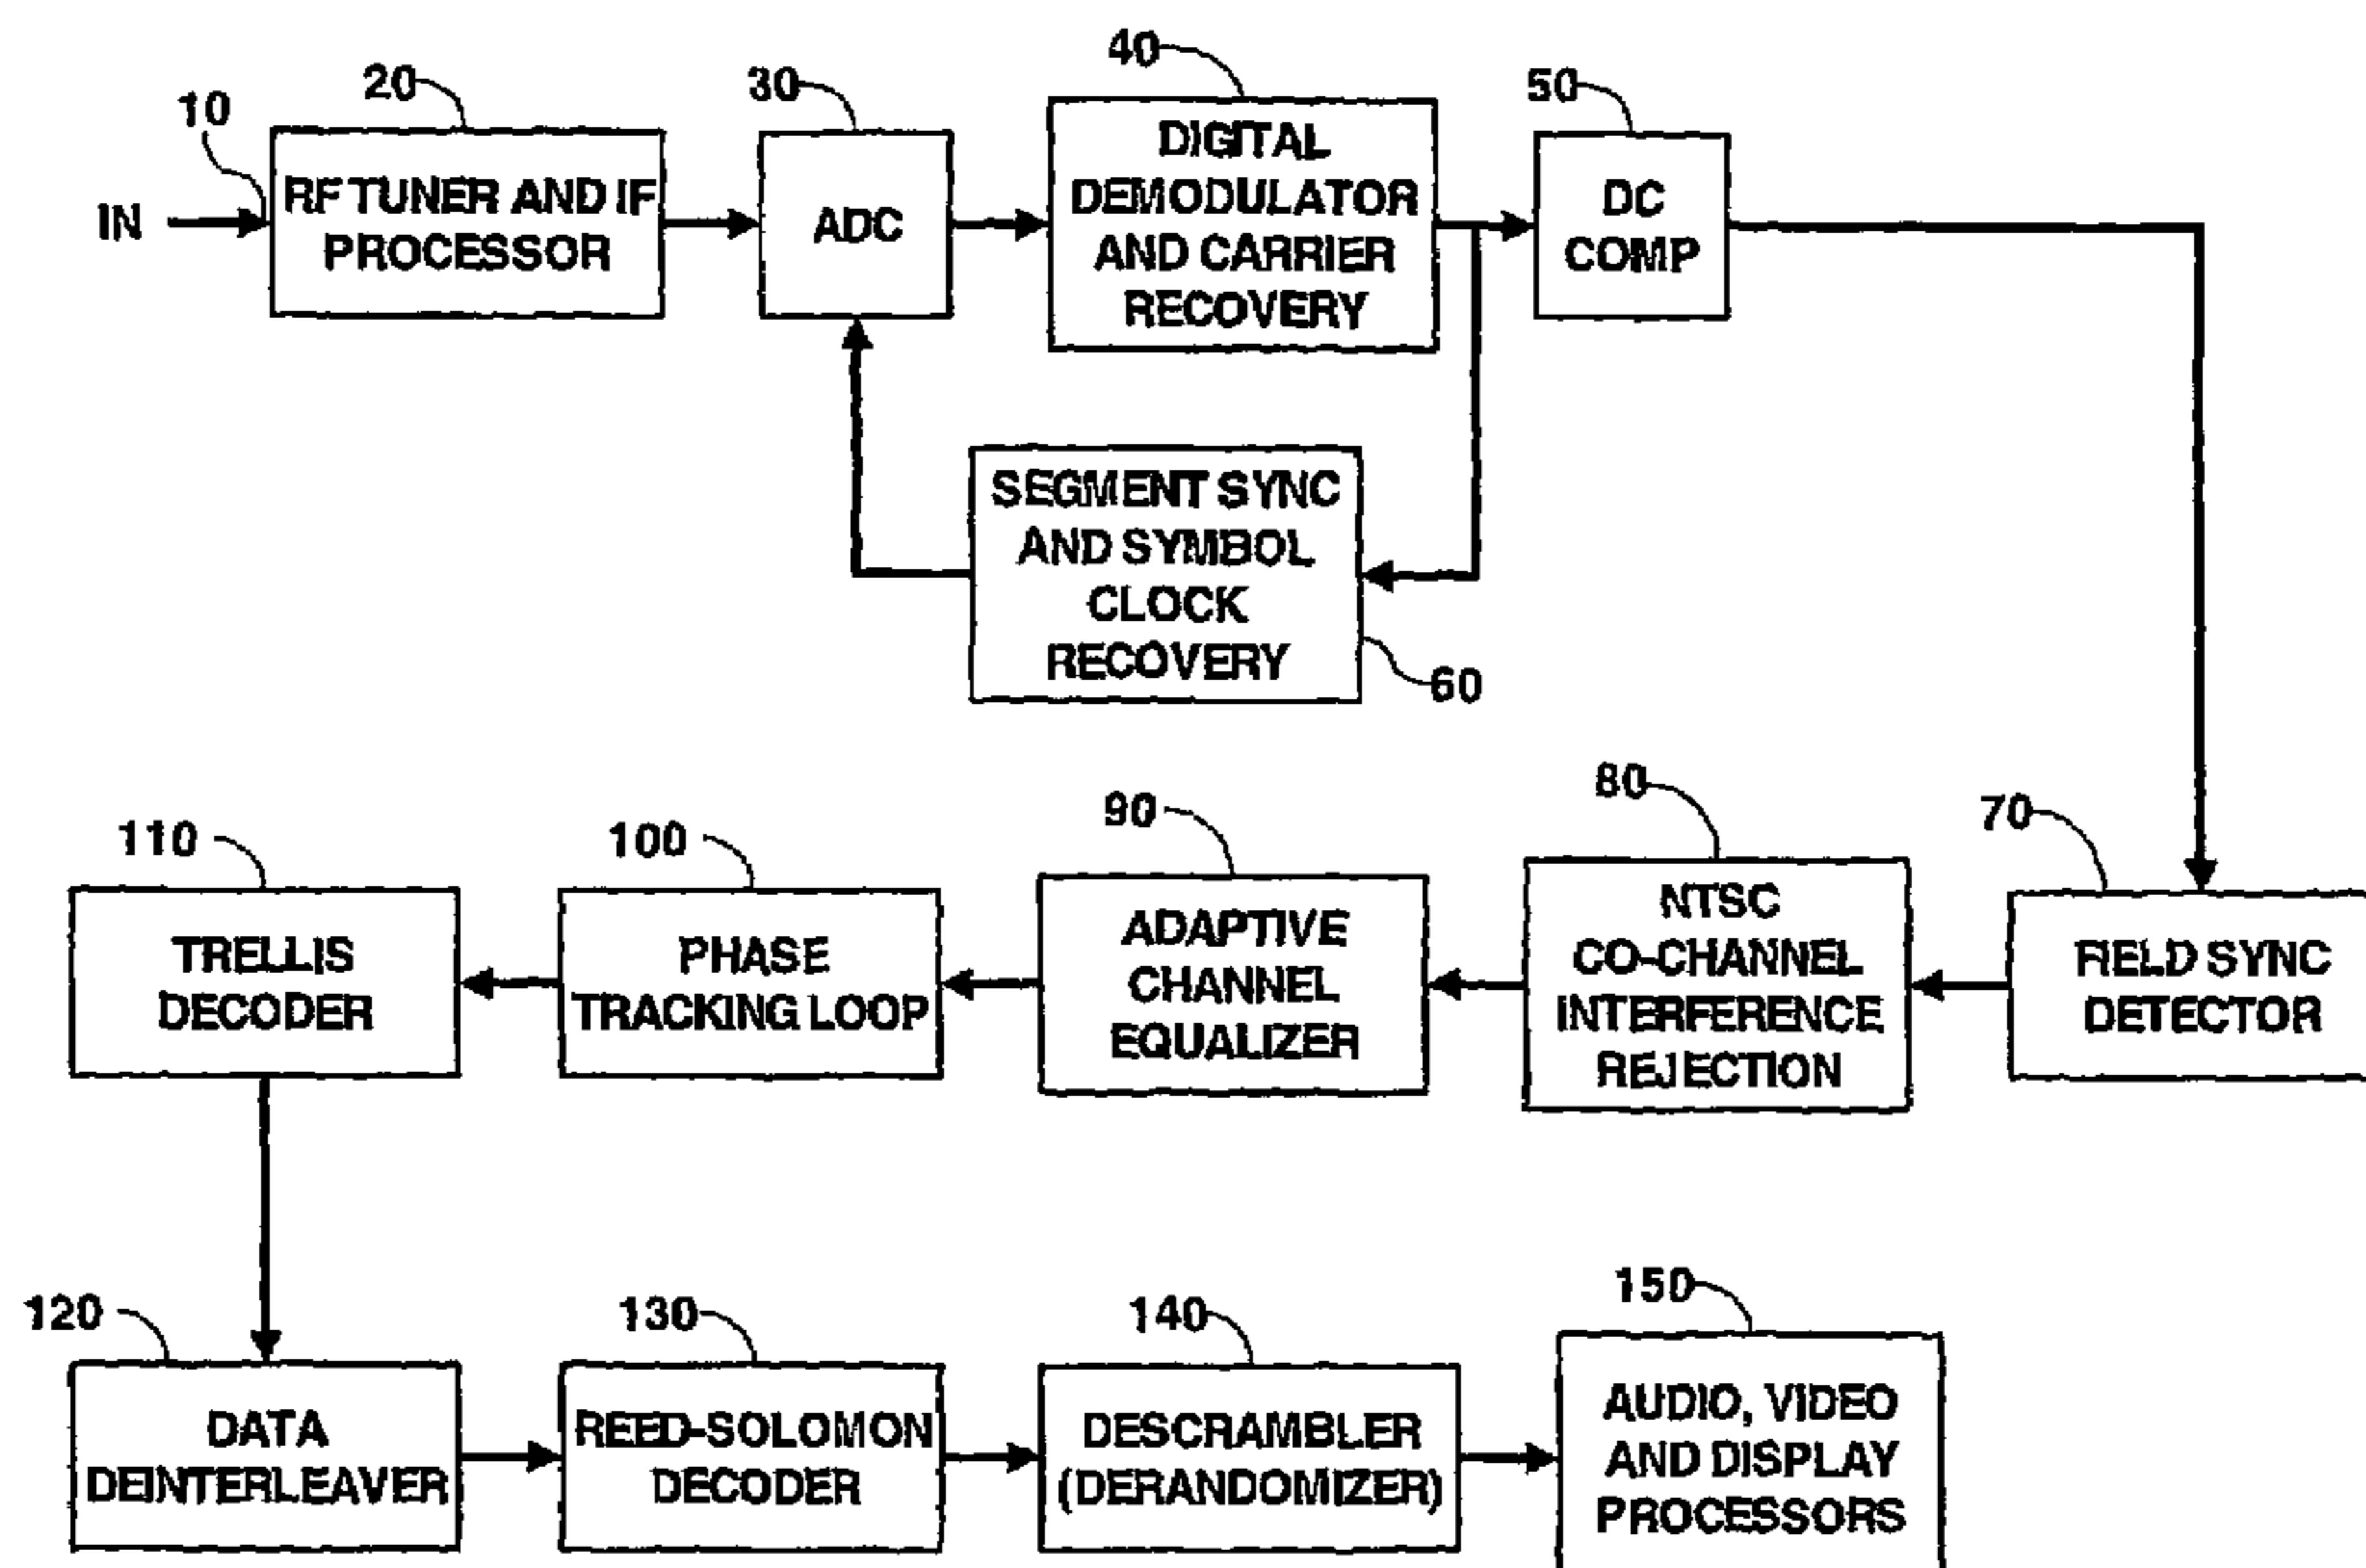 10
20
30
40
50
IN
RF TUNER AND IF
PROCESSOR
ADC
DIGITAL
DEMODULATOR
AND CARRIER
RECOVERY
DC
COMP
SEGMENT SYNC
AND SYMBOL
CLOCK
RECOVERY
60
110
100
90
80
70
TRELLIS
DECODER
PHASE
TRACKING LOOP
ADAPTIVE
CHANNEL
EQUALIZER
NTSC
CO-CHANNEL
INTERFERENCE
REJECTION
FIELD SYNC
DETECTOR
120
130
140
150
DATA
DEINTERLEAVER
REED-SOLOMON
DECODER
DESCRAMBLER
(DERANDOMIZER)
AUDIO, VIDEO
AND DISPLAY
PROCESSORS